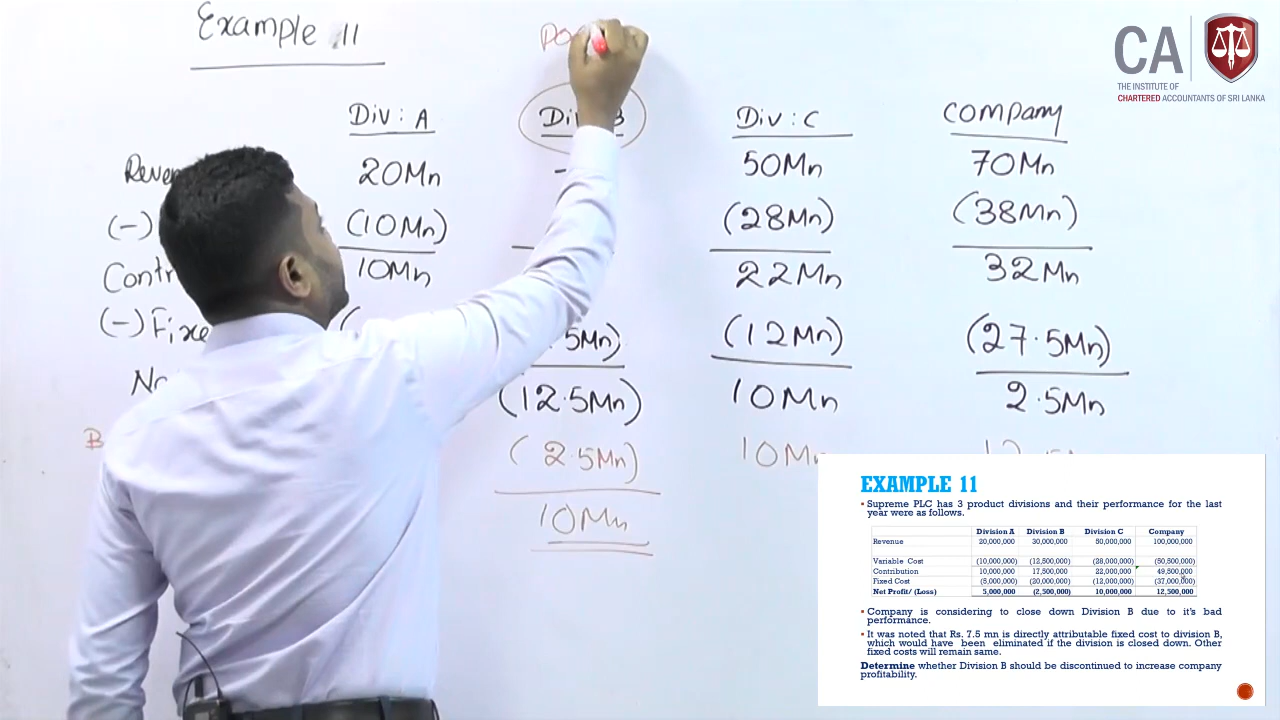 Example 11
CA
THE INSTITUTE OF
CHARTERED ACCOUNTANTS OF SRI LANKA
Div : A Div : C Company
20Mn - 50Mn 70Mn
(-) (10Mn) (28Mn) (38Mn)
10Mn 22Mn 32Mn
(-) (12Mn) (27.5Mn)
(12.5Mn) 10Mn 2.5Mn
B (2.5Mn) 10Mn
10Mn
EXAMPLE 11
• Supreme PLC has 3 product divisions and their performance for the last
year were as follows.
Division A Division B Division C Company
Revenue 20,000,000 30,000,000 50,000,000 100,000,000
Variable Cost (10,000,000) (12,500,000) (28,000,000) (50,500,000)
Contribution 10,000,000 17,500,000 22,000,000 49,500,000
Fixed Cost (5,000,000) (20,000,000) (12,000,000) (37,000,000)
Net Profit/ (Loss) 5,000,000 (2,500,000) 10,000,000 12,500,000
• Company is considering to close down Division B due to it's bad
performance.
• It was noted that Rs. 7.5 mn is directly attributable fixed cost to division B,
which would have been eliminated if the division is closed down. Other
fixed costs will remain same.
Determine whether Division B should be discontinued to increase company
profitability.